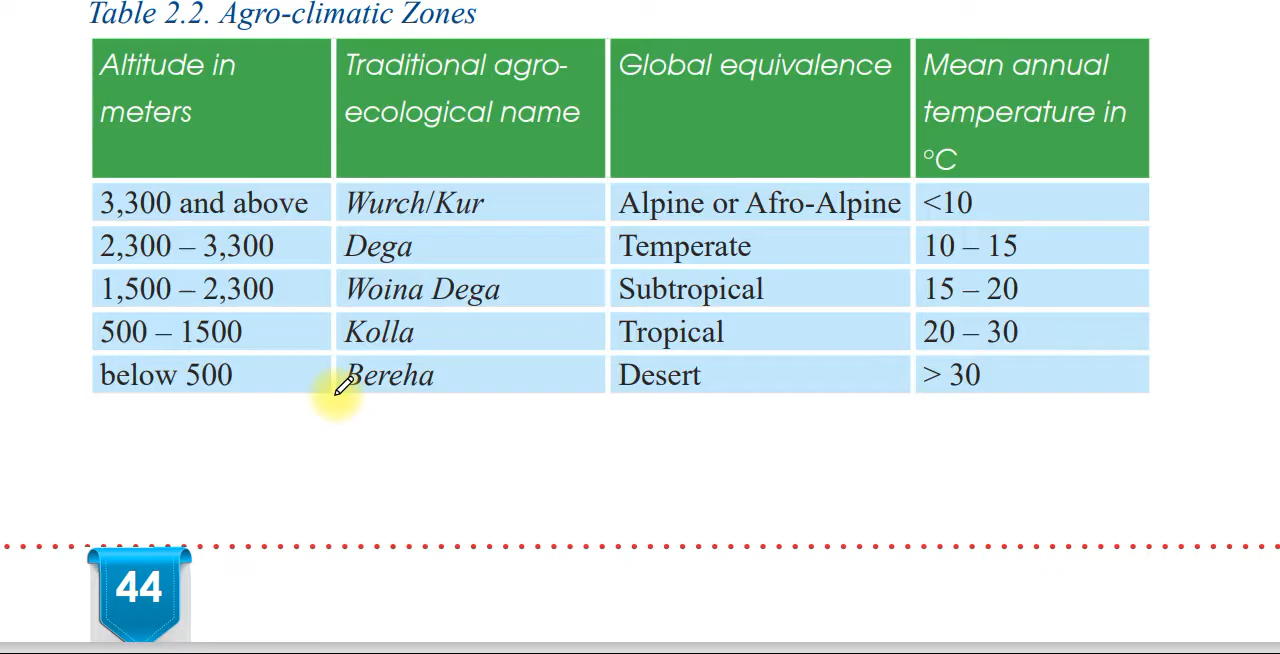 Table 2.2. Agro-climatic Zones
Altitude in meters Traditional agro-ecological name Global equivalence Mean annual temperature in °C
3,300 and above Wurch/Kur Alpine or Afro-Alpine <10
2,300 – 3,300 Dega Temperate 10 – 15
1,500 – 2,300 Woina Dega Subtropical 15 – 20
500 – 1500 Kolla Tropical 20 – 30
below 500 Bereha Desert > 30
44